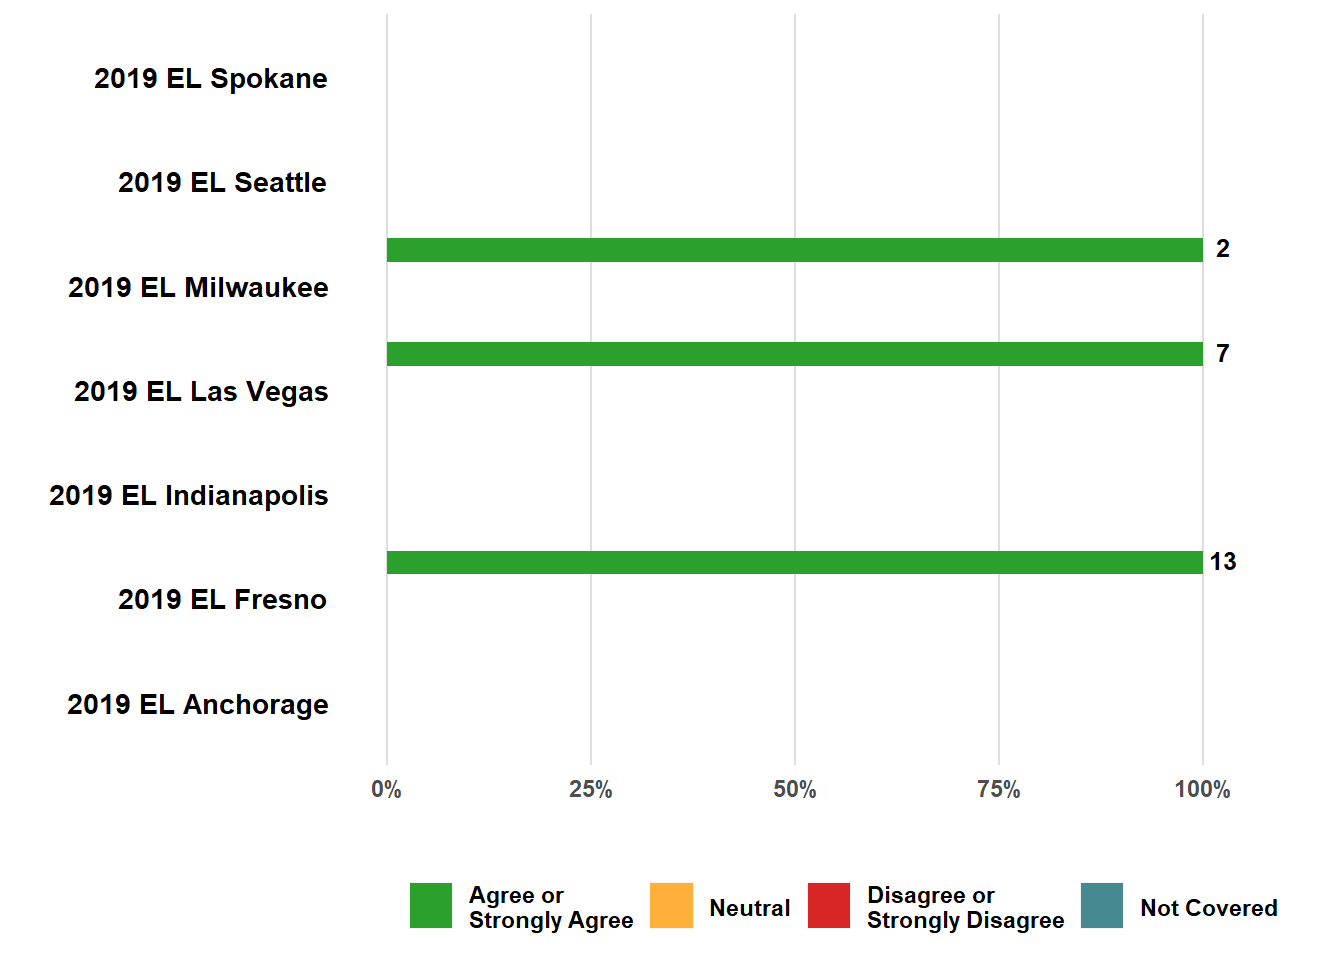 2019 EL Spokane
2019 EL Seattle
2
2019 EL Milwaukee
7
2019 EL Las Vegas
2019 EL Indianapolis
13
2019 EL Fresno
2019 EL Anchorage
0% 25% 50% 75% 100%
Agree or
Strongly Agree
Neutral
Disagree or
Strongly Disagree
Not Covered